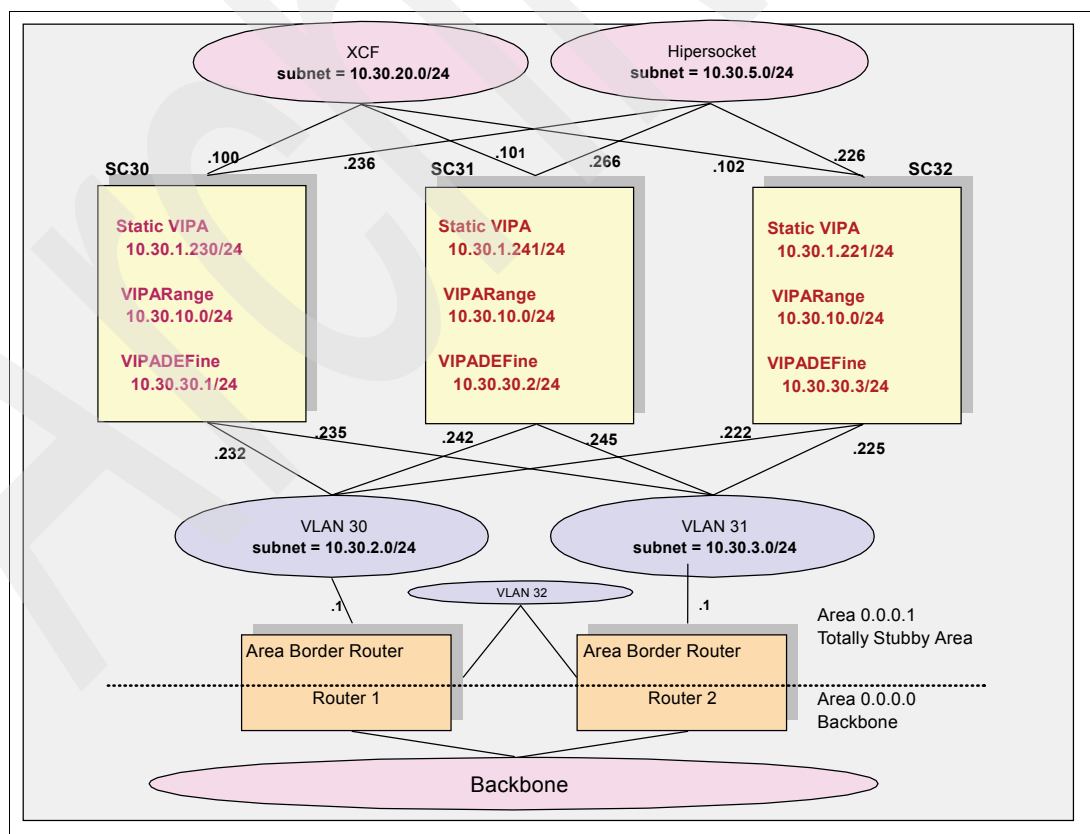 XCF
subnet = 10.30.20.0/24
Hipersocket
subnet = 10.30.5.0/24
SC30
.100
.236
SC31
.101
.266
.102
.226
SC32
Static VIPA
10.30.1.230/24
VIPARange
10.30.10.0/24
VIPADEFine
10.30.30.1/24
Static VIPA
10.30.1.241/24
VIPARange
10.30.10.0/24
VIPADEFine
10.30.30.2/24
Static VIPA
10.30.1.221/24
VIPARange
10.30.10.0/24
VIPADEFine
10.30.30.3/24
.232
.235
.242
.245
.222
.225
VLAN 30
subnet = 10.30.2.0/24
VLAN 31
subnet = 10.30.3.0/24
VLAN 32
.1
.1
Area 0.0.0.1
Totally Stubby Area
Area Border Router
Router 1
Area Border Router
Router 2
Area 0.0.0.0
Backbone
Backbone